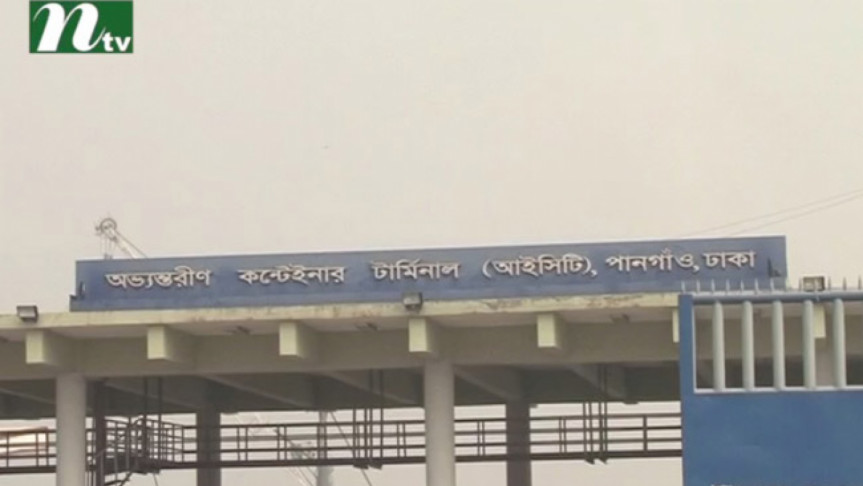 ntv
অভ্যন্তরীণ কন্টেইনার টার্মিনাল (আইসিটি), পানগাঁও, ঢাকা